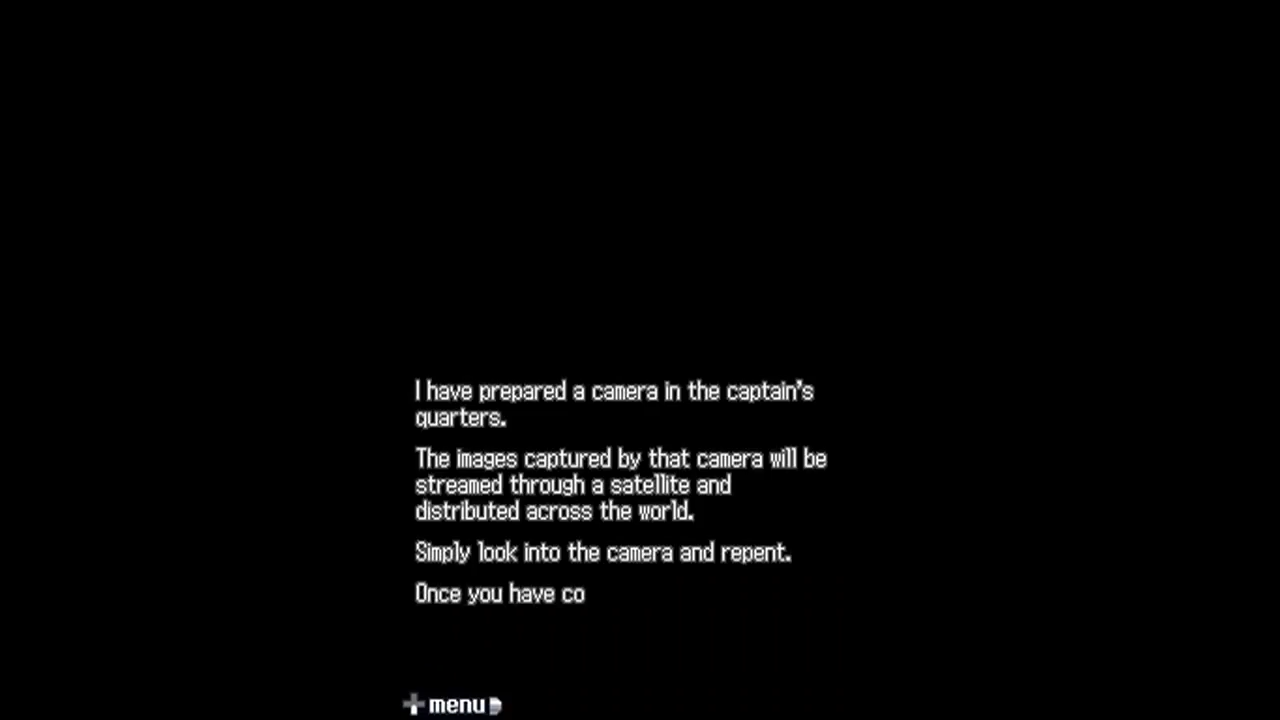 I have prepared a camera in the captain's
quarters.
The images captured by that camera will be
streamed through a satellite and
distributed across the world.
Simply look into the camera and repent.
Once you have co
menu